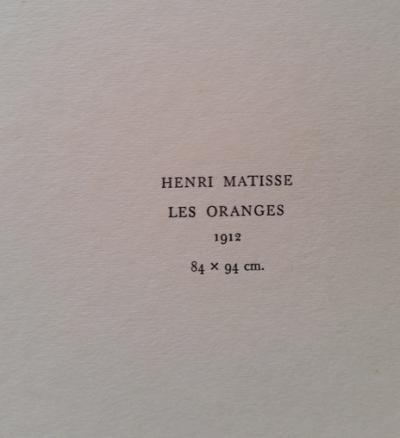 HENRI MATISSE
LES ORANGES
1912
84 × 94 cm.